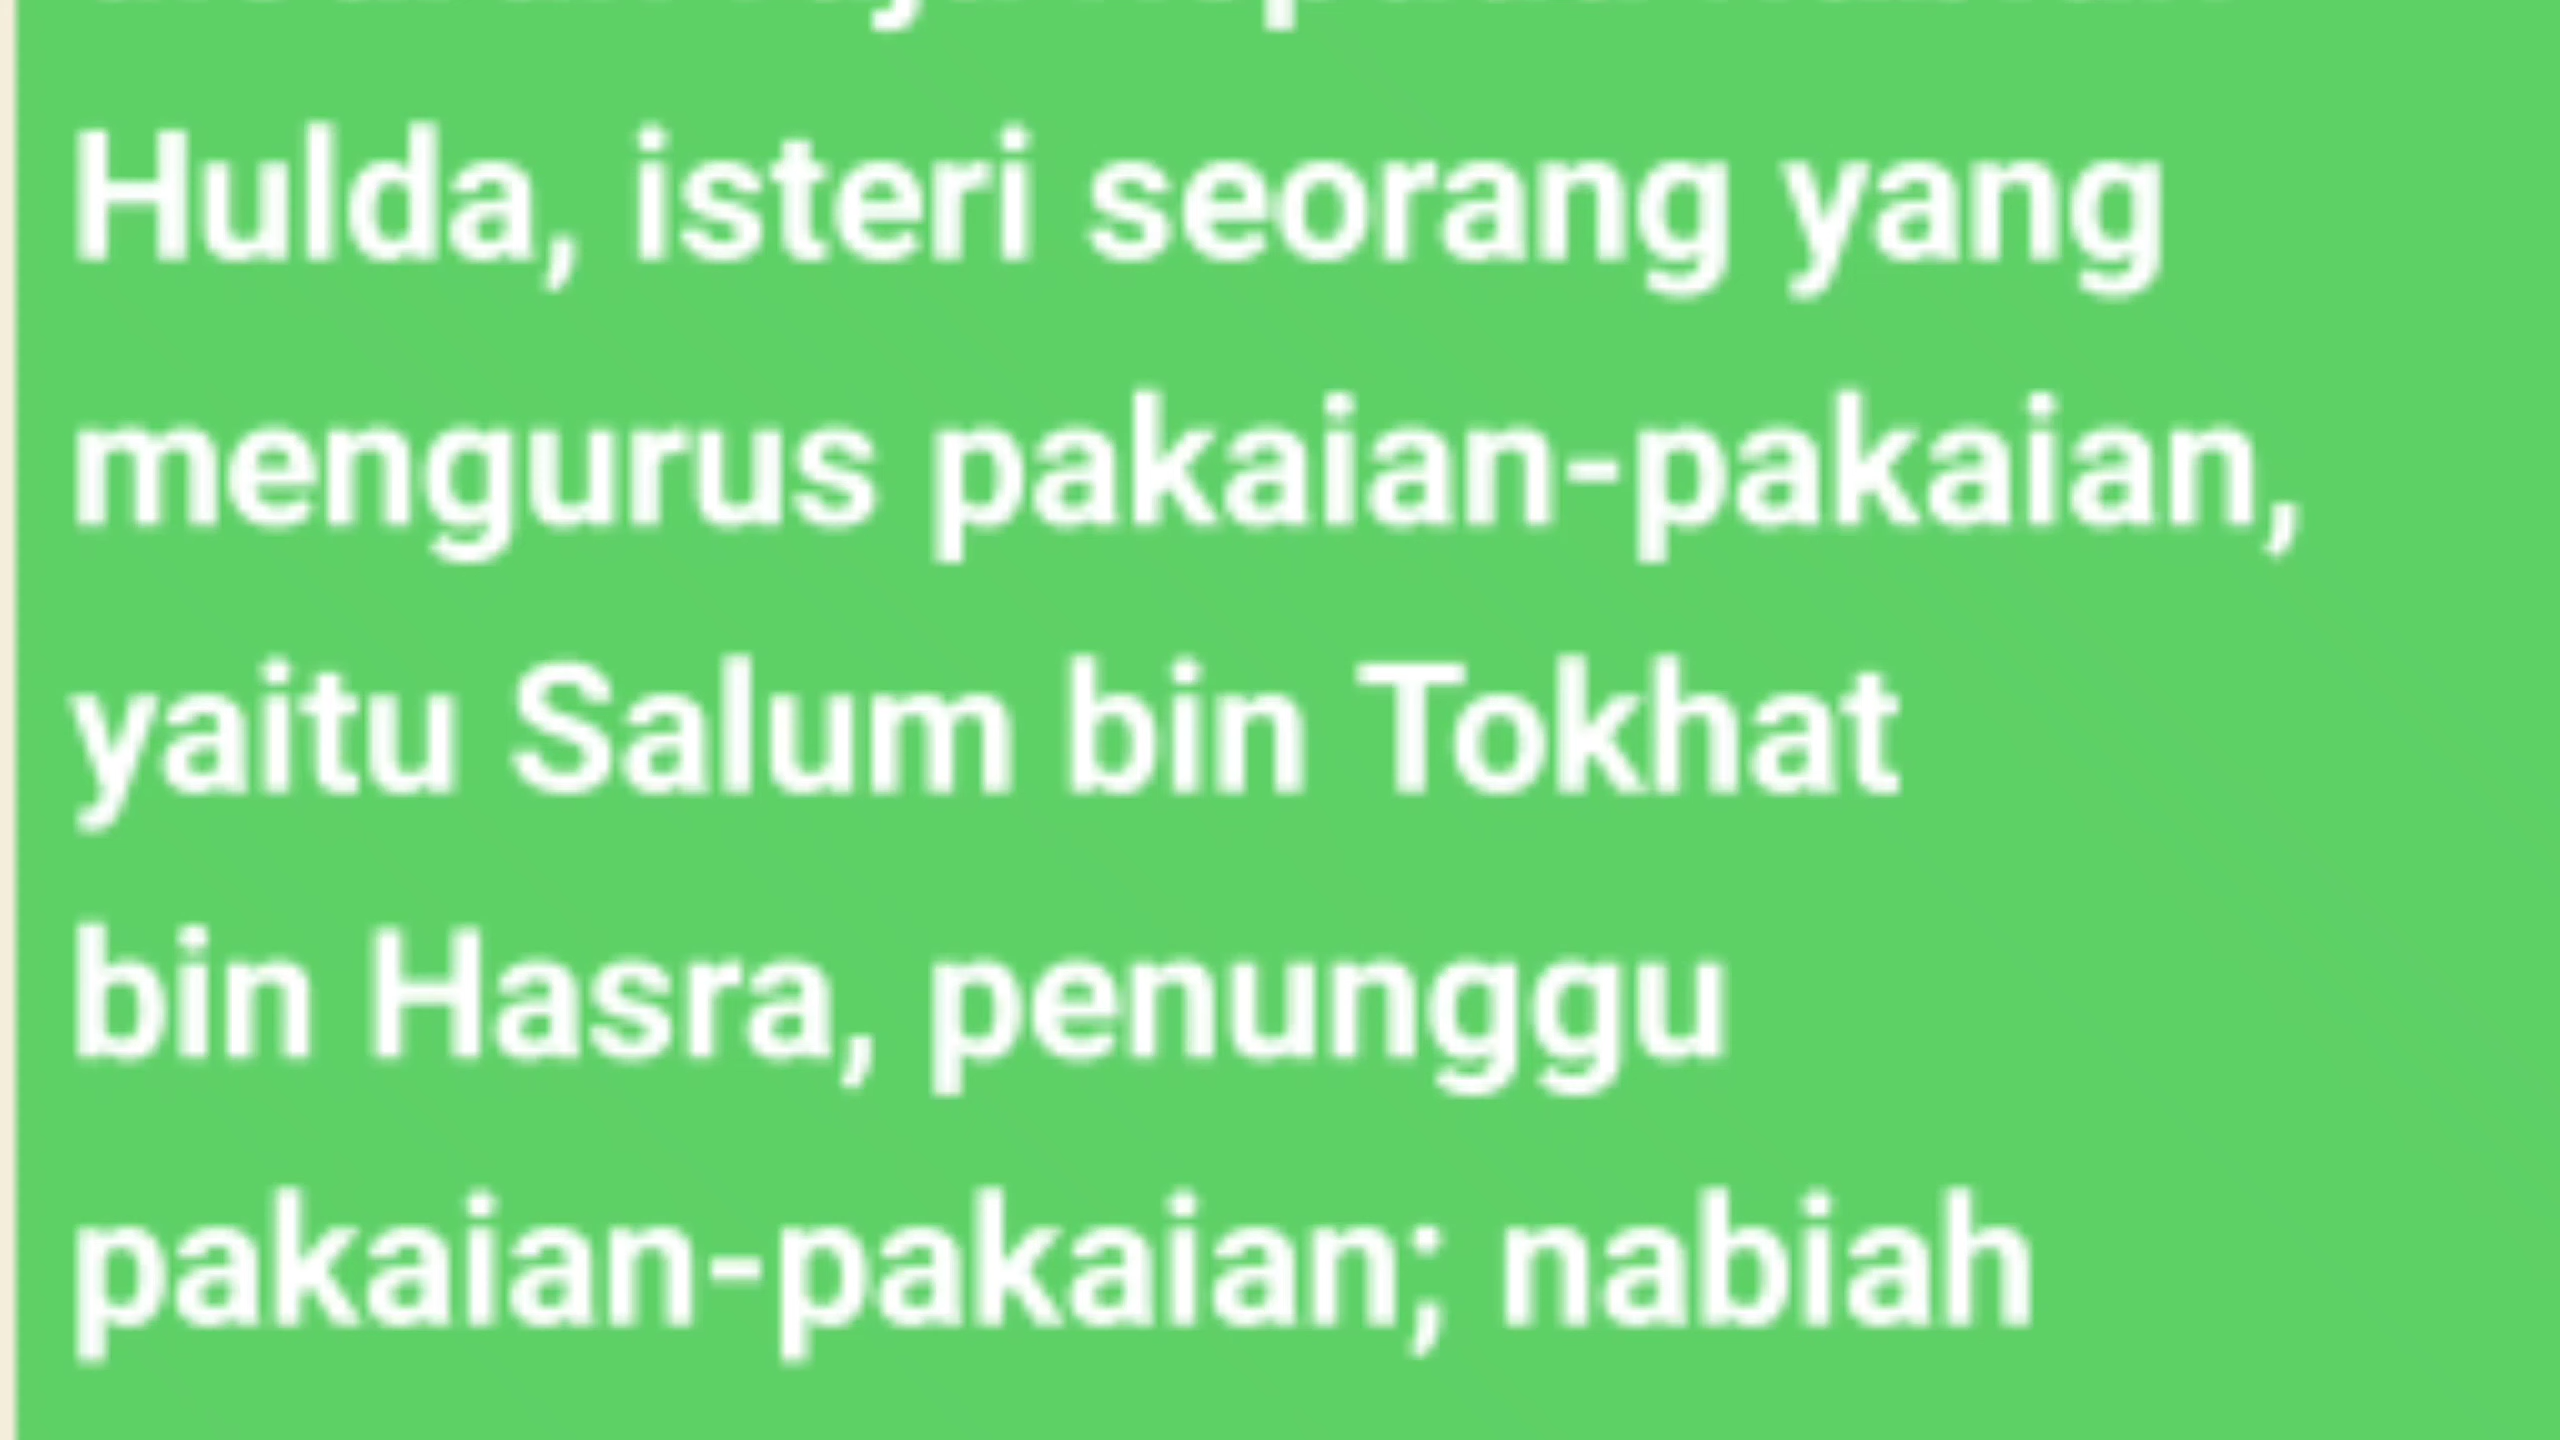 Hulda, isteri seorang yang
mengurus pakaian-pakaian,
yaitu Salum bin Tokhat
bin Hasra, penunggu
pakaian-pakaian; nabiah